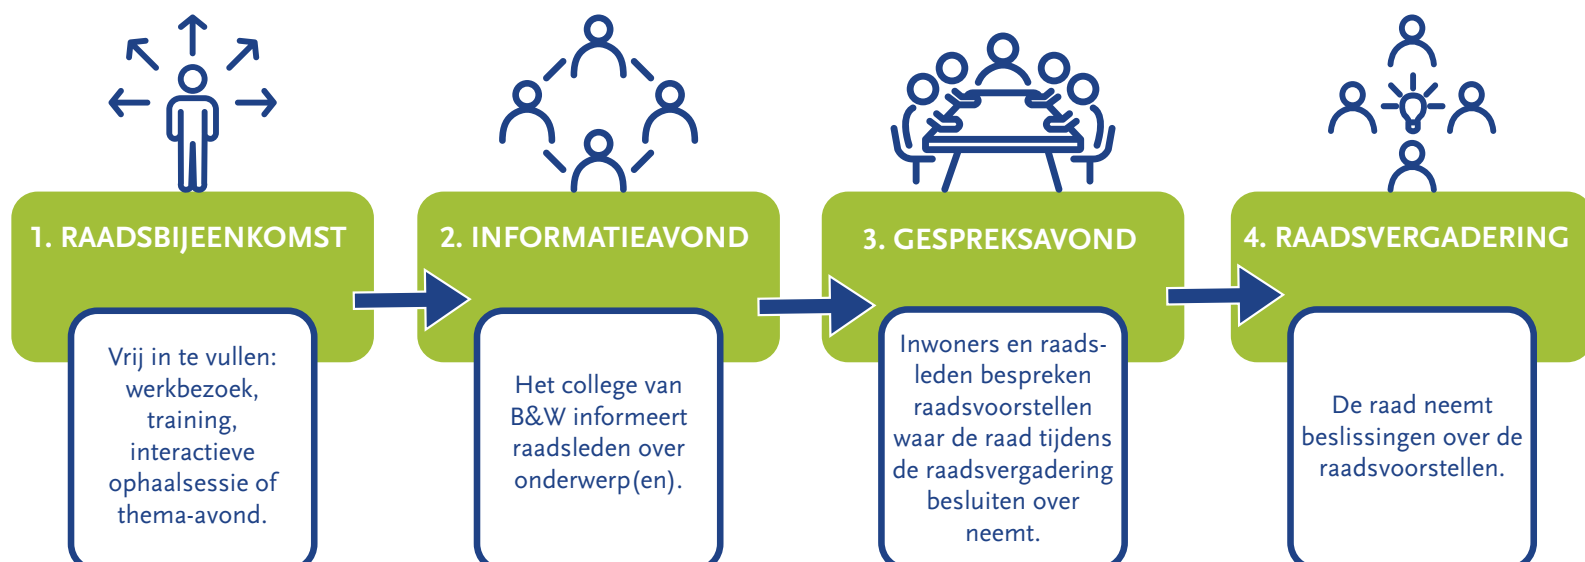 1. RAADSBIJEENKOMST
Vrij in te vullen:
werkbezoek,
training,
interactieve
ophaalsessie of
thema-avond.
2. INFORMATIEAVOND
Het college van
B&W informeert
raadsleden over
onderwerp(en).
3. GESPREKSAVOND
Inwoners en raads-
leden bespreken
raadsvoorstellen
waar de raad tijdens
de raadsvergadering
besluiten over
neemt.
4. RAADSVERGADERING
De raad neemt
beslissingen over de
raadsvoorstellen.